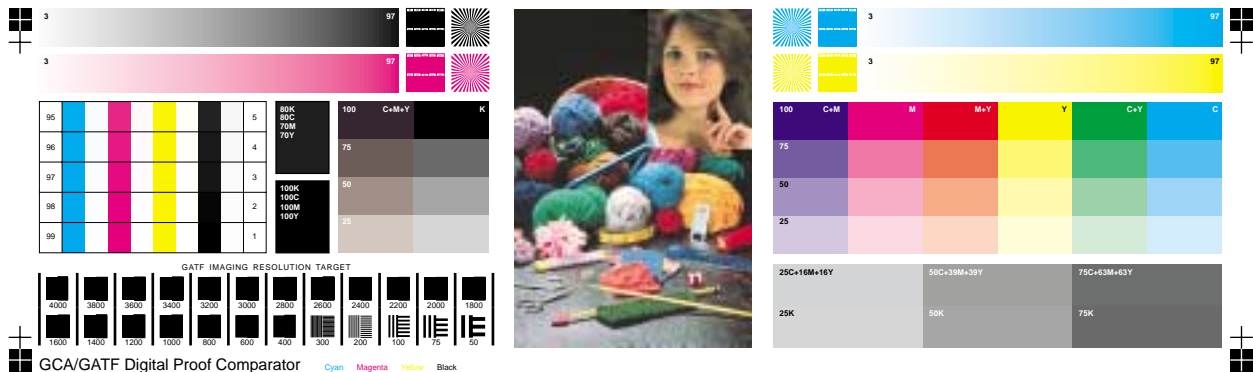 3 97
3 97
95 5
96 4
97 3
98 2
99 1
80K
80C
70M
70Y
100K
100C
100M
100Y
100 C+M+Y K
75
50
25
GATF IMAGING RESOLUTION TARGET
4000 3800 3600 3400 3200 3000 2800 2600 2400 2200 2000 1800
1600 1400 1200 1000 800 600 400 300 200 100 75 50
GCA/GATF Digital Proof Comparator
Cyan Magenta Yellow Black
3 97
3 97
100 C+M M M+Y Y C+Y C
75
50
25
25C+16M+16Y 50C+39M+39Y 75C+63M+63Y
25K 50K 75K